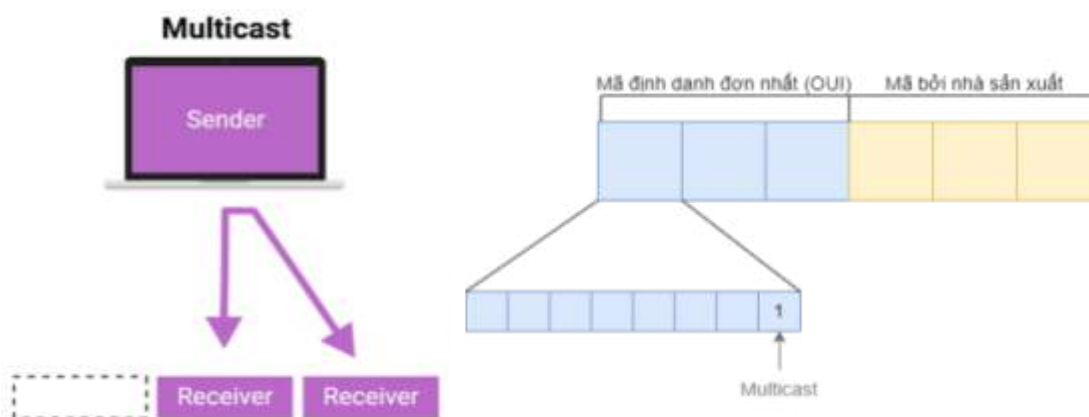 Multicast
Sender
Receiver
Receiver
Mã định danh đơn nhất (OUI)
Mã bởi nhà sản xuất
1
Multicast